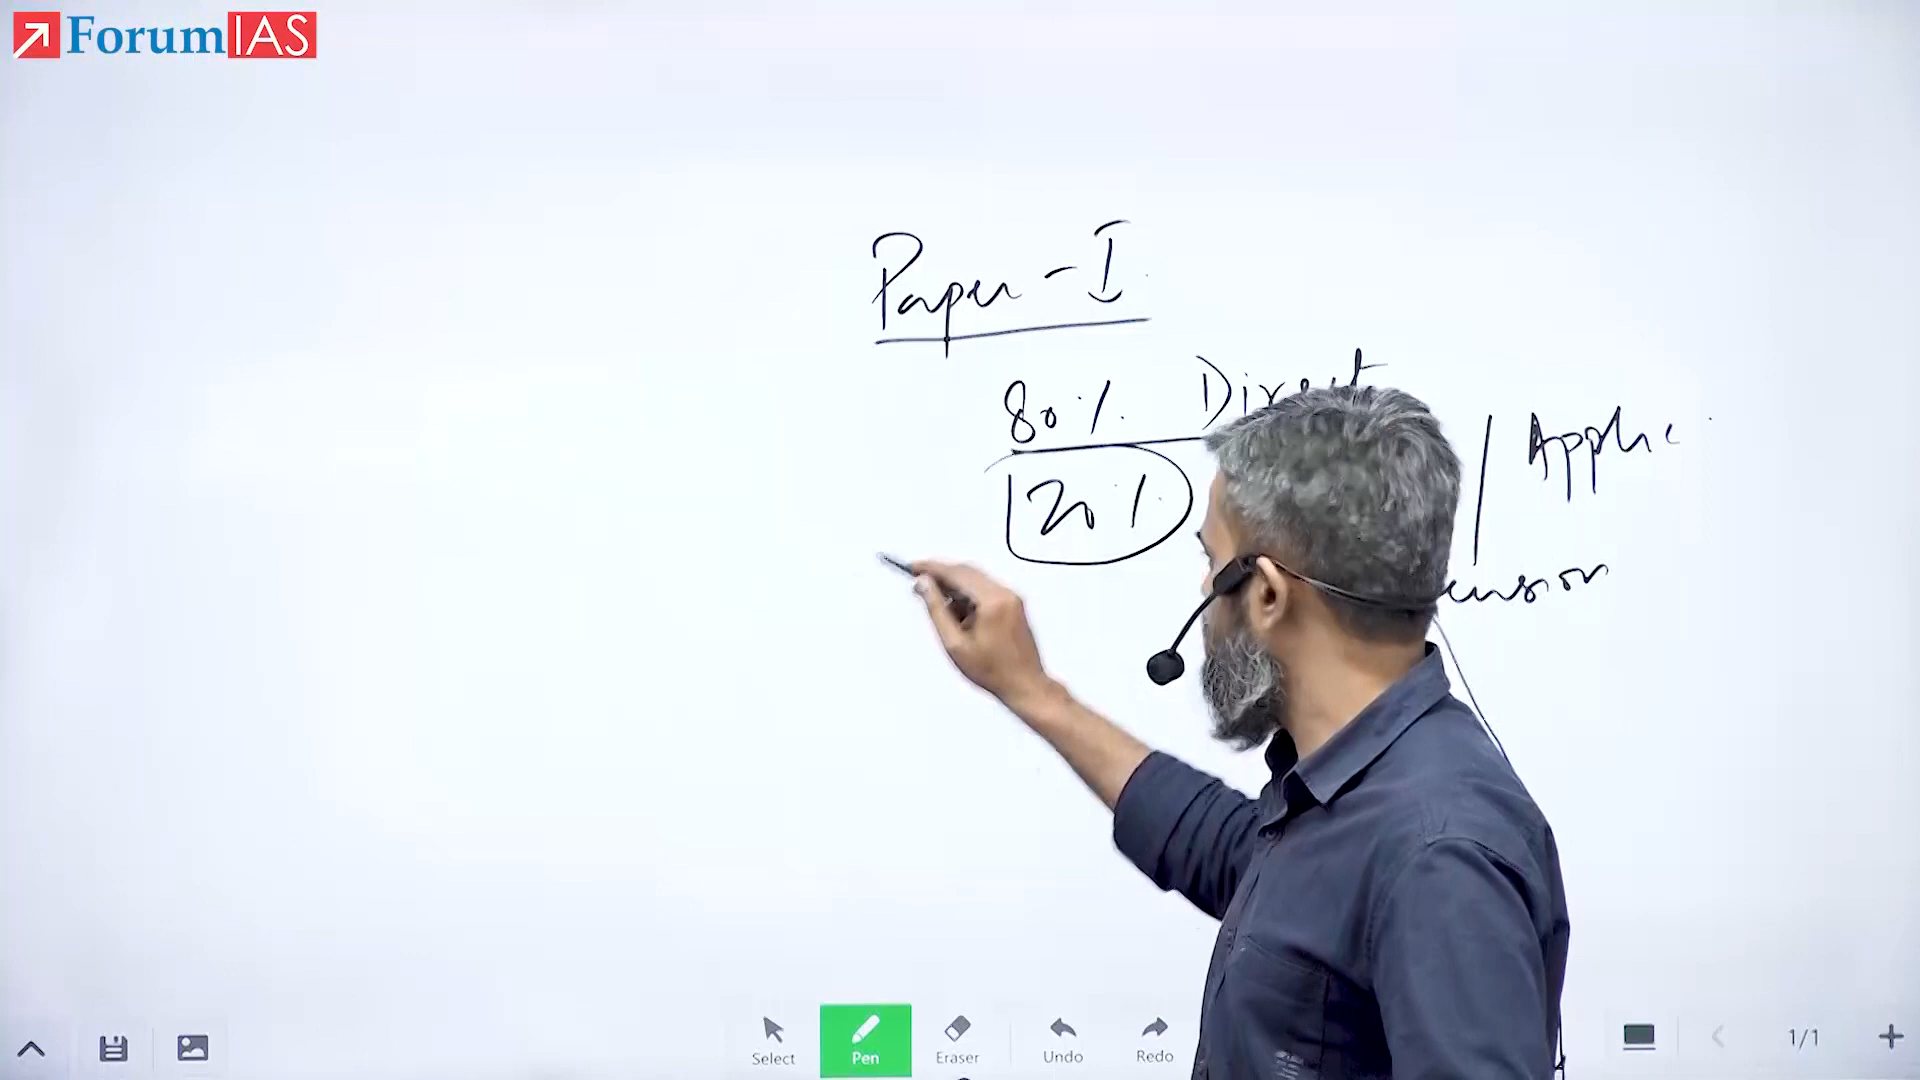 ForumIAS
Paper - I
80%. Direct
/ Applic
20%.
Select
Pen
Eraser
Undo
Redo
1/1